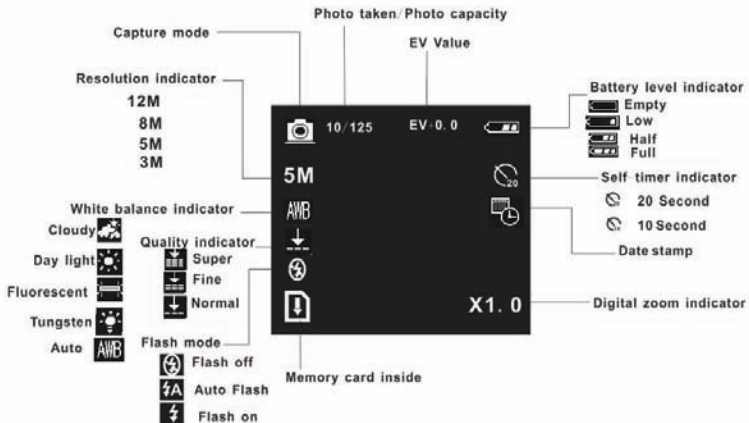 Photo taken/Photo capacity
Capture mode
EV Value
Resolution indicator
12M
8M
5M
3M
Battery level indicator
Empty
Low
Half
Full
10/125
EV+0.0
5M
20
Self timer indicator
20 Second
10 Second
AWB
White balance indicator
Cloudy
Day light
Fluorescent
Tungsten
Auto AWB
Quality indicator
Super
Fine
Normal
Date stamp
X1.0
Digital zoom indicator
Flash mode
Flash off
A Auto Flash
Flash on
Memory card inside